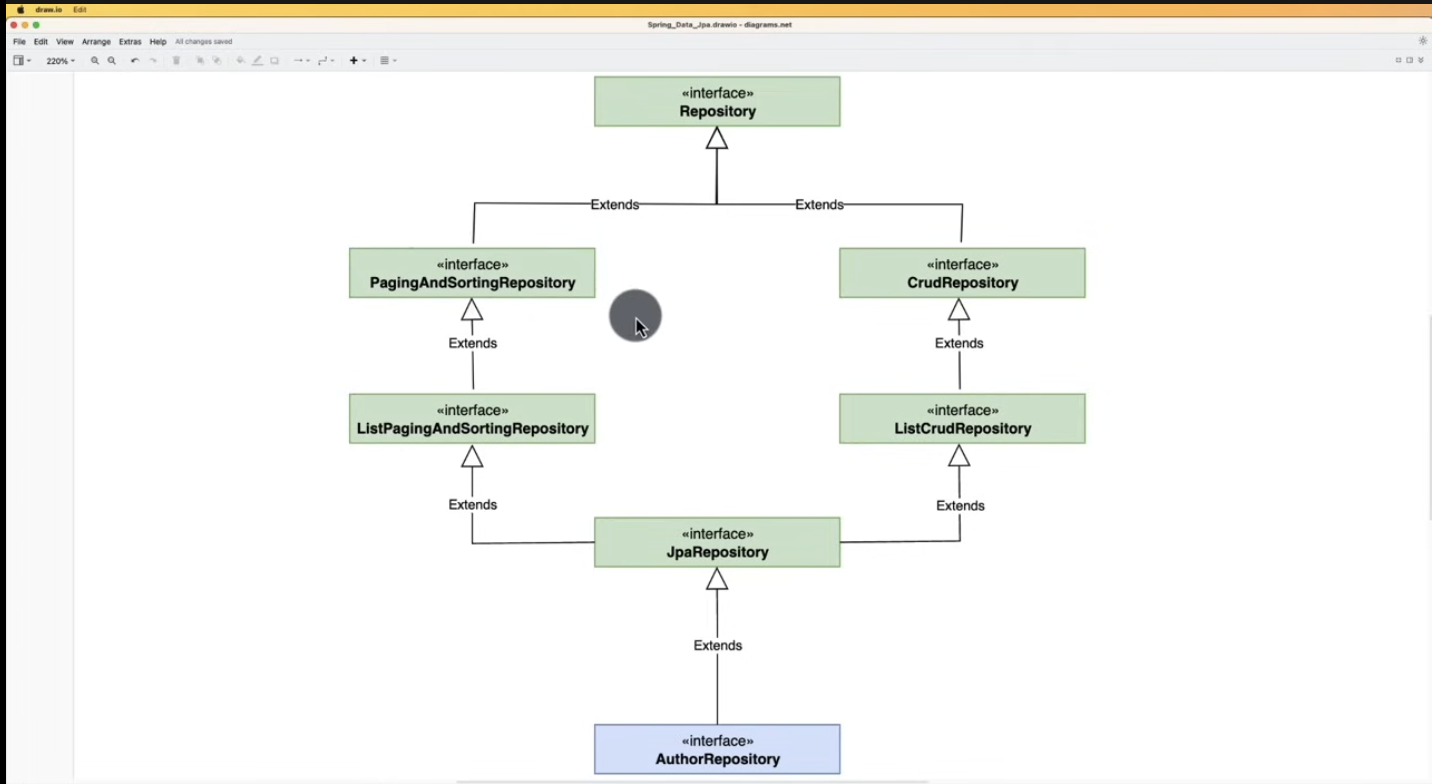 draw.io Edit
Spring_Data_Jpa.drawio - diagrams.net
File Edit View Arrange Extras Help All changes saved
220%
«interface»
Repository
Extends Extends
«interface»
PagingAndSortingRepository
«interface»
CrudRepository
Extends Extends
«interface»
ListPagingAndSortingRepository
«interface»
ListCrudRepository
Extends Extends
«interface»
JpaRepository
Extends
«interface»
AuthorRepository